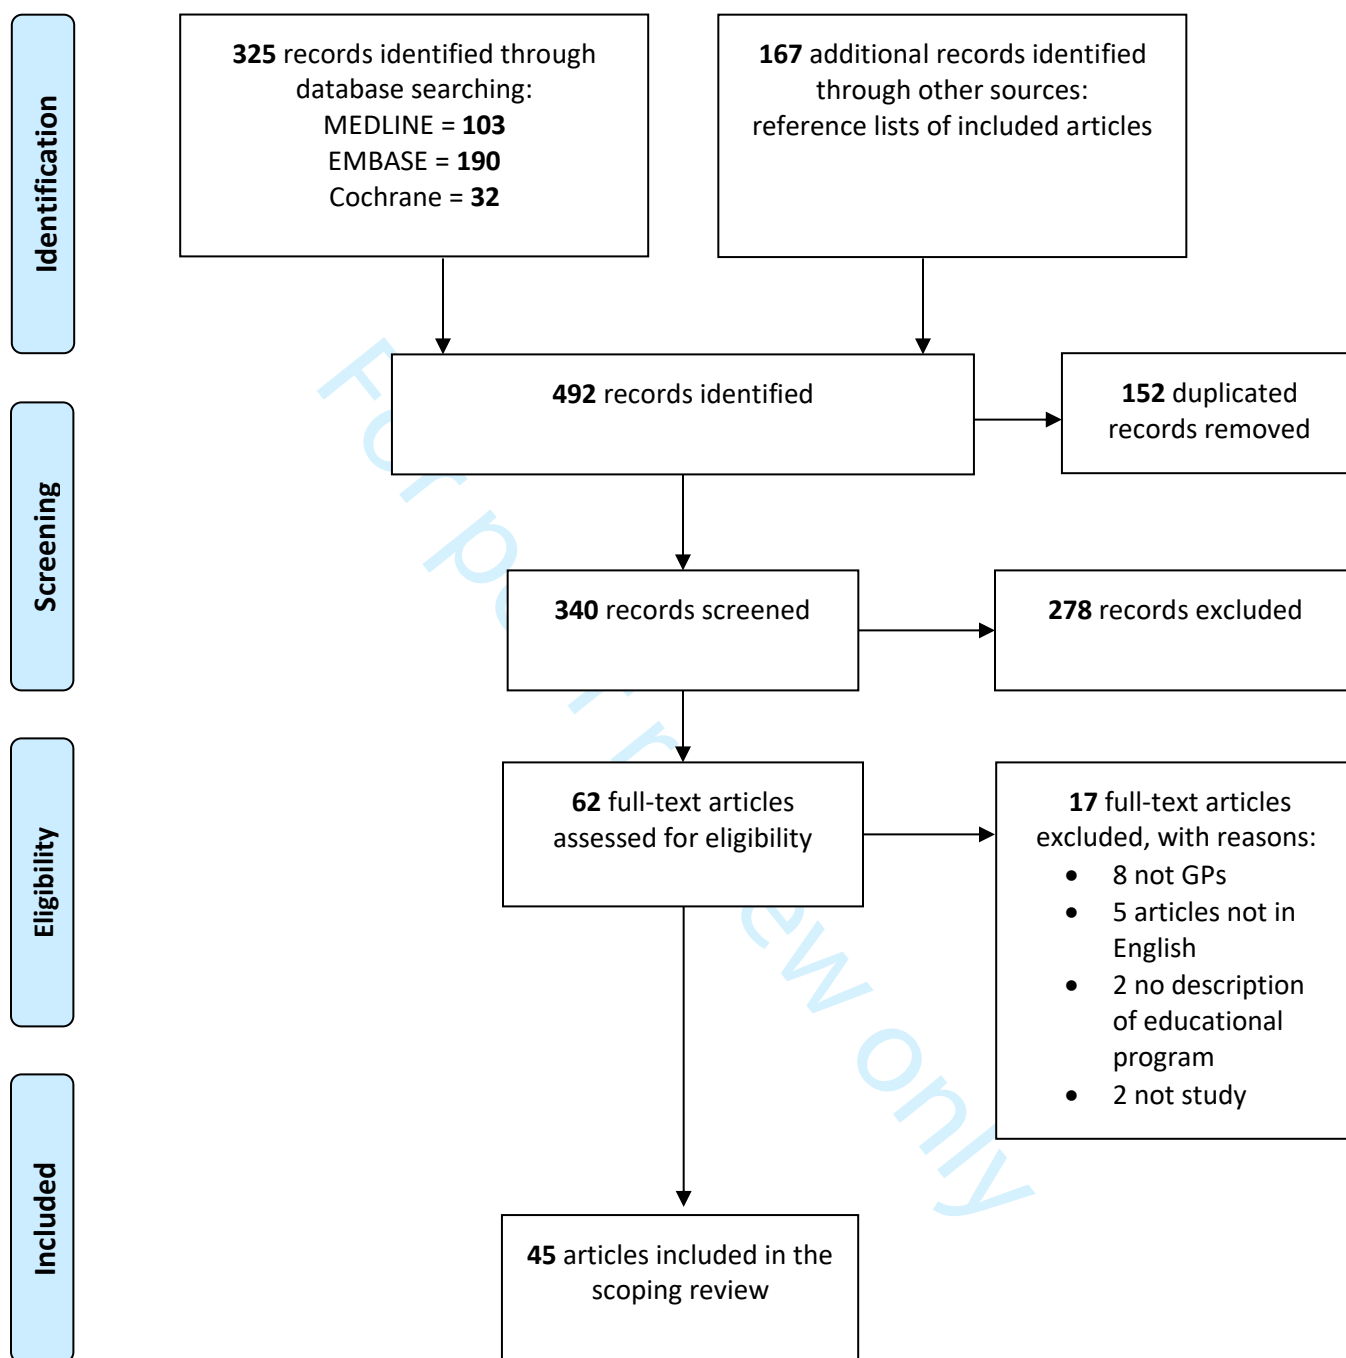 Identification
325 records identified through
database searching:
MEDLINE = 103
EMBASE = 190
Cochrane = 32
167 additional records identified
through other sources:
reference lists of included articles
492 records identified
152 duplicated
records removed
Screening
340 records screened
278 records excluded
Eligibility
62 full-text articles
assessed for eligibility
17 full-text articles
excluded, with reasons:
• 8 not GPs
• 5 articles not in
English
• 2 no description
of educational
program
• 2 not study
Included
45 articles included in the
scoping review
For peer review only